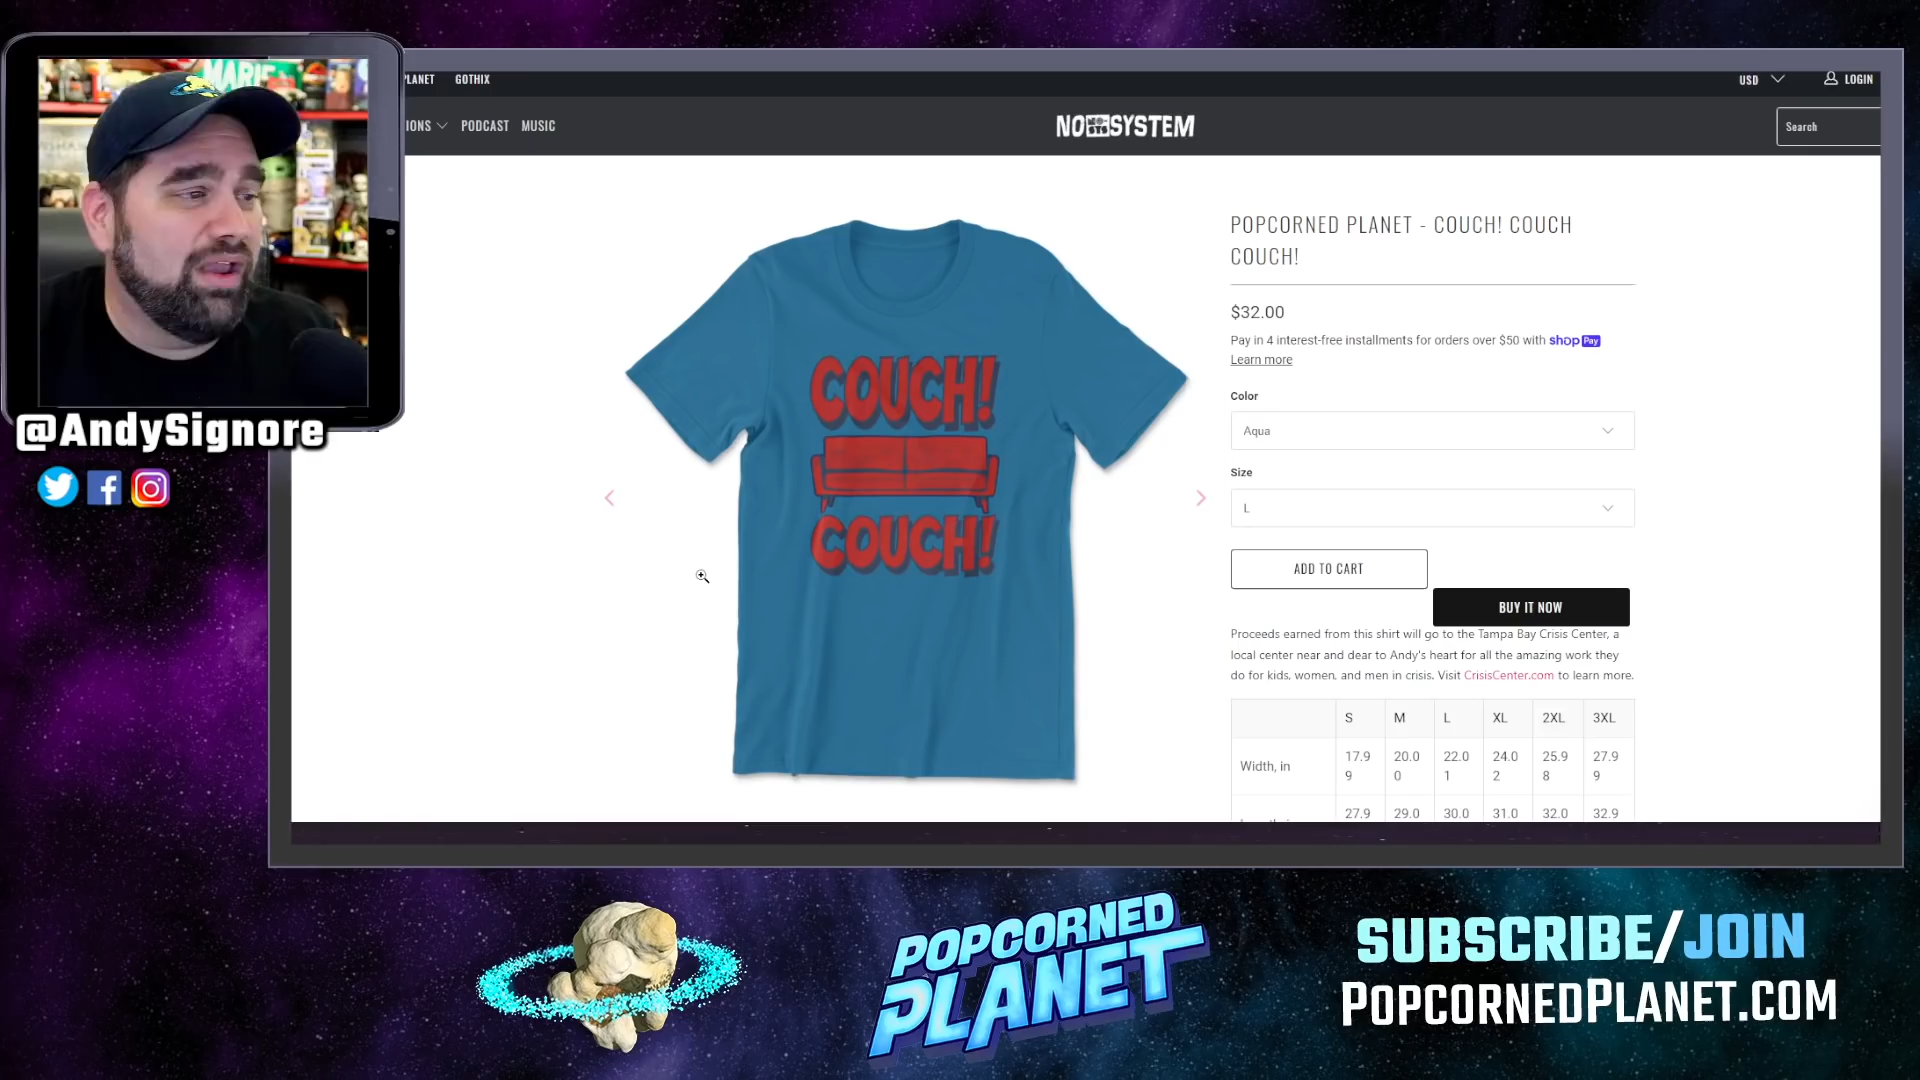 MARIE
PLANET GOTHIX
USD LOGIN
IONS PODCAST MUSIC
NO SYSTEM
Search
POPCORNED PLANET - COUCH! COUCH
COUCH!
$32.00
Pay in 4 interest-free installments for orders over $50 with shop Pay
Learn more
Color
Aqua
Size
L
ADD TO CART
BUY IT NOW
Proceeds earned from this shirt will go to the Tampa Bay Crisis Center, a
local center near and dear to Andy's heart for all the amazing work they
do for kids, women, and men in crisis. Visit CrisisCenter.com to learn more.
S M L XL 2XL 3XL
Width, in 17.9 20.0 22.0 24.0 25.9 27.9
9 0 1 2 8 9
27.9 29.0 30.0 31.0 32.0 32.9
COUCH!
COUCH!
@AndySignore
POPCORNED
PLANET
SUBSCRIBE/JOIN
POPCORNEDPLANET.COM